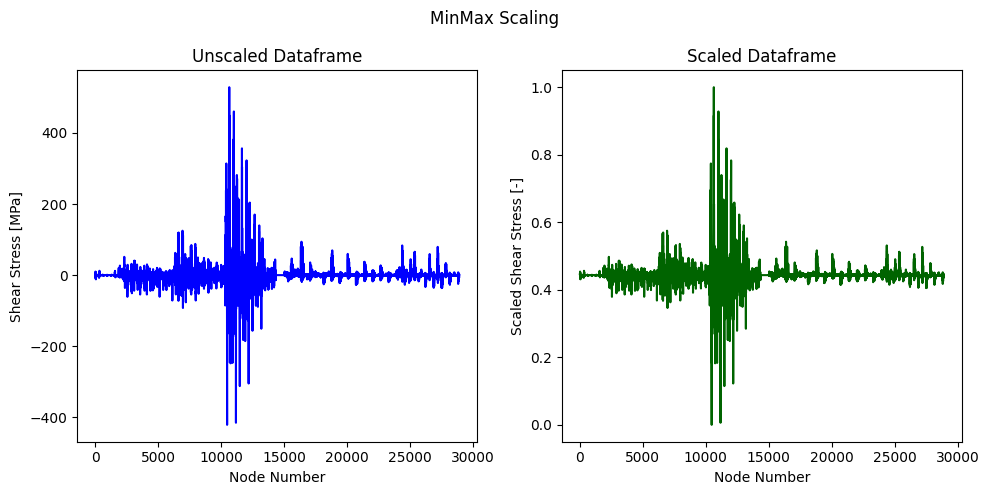 MinMax Scaling
Unscaled Dataframe
Shear Stress [MPa]
400
200
0
−200
−400
0 5000 10000 15000 20000 25000 30000
Node Number
Scaled Dataframe
Scaled Shear Stress [-]
1.0
0.8
0.6
0.4
0.2
0.0
0 5000 10000 15000 20000 25000 30000
Node Number